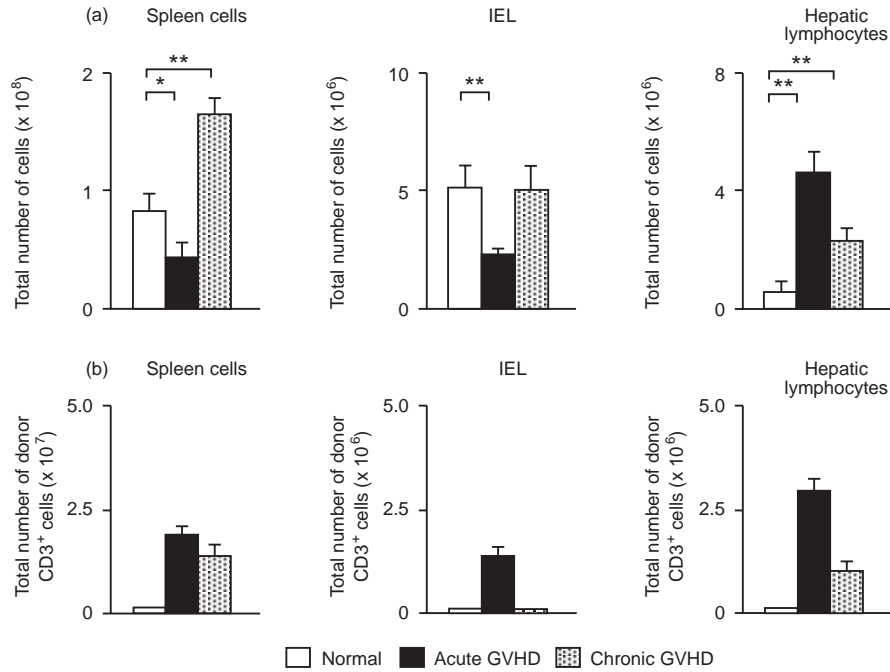 (a)
Spleen cells
IEL
Hepatic
lymphocytes
Total number of cells (x 10⁸)
2
1
0
*
**
Total number of cells (x 10⁶)
10
5
0
**
Total number of cells (x 10⁶)
8
4
0
**
**
(b)
Spleen cells
IEL
Hepatic
lymphocytes
Total number of donor
CD3⁺ cells (x 10⁷)
5.0
2.5
0
Total number of donor
CD3⁺ cells (x 10⁶)
5.0
2.5
0
Total number of donor
CD3⁺ cells (x 10⁶)
5.0
2.5
0
Normal
Acute GVHD
Chronic GVHD